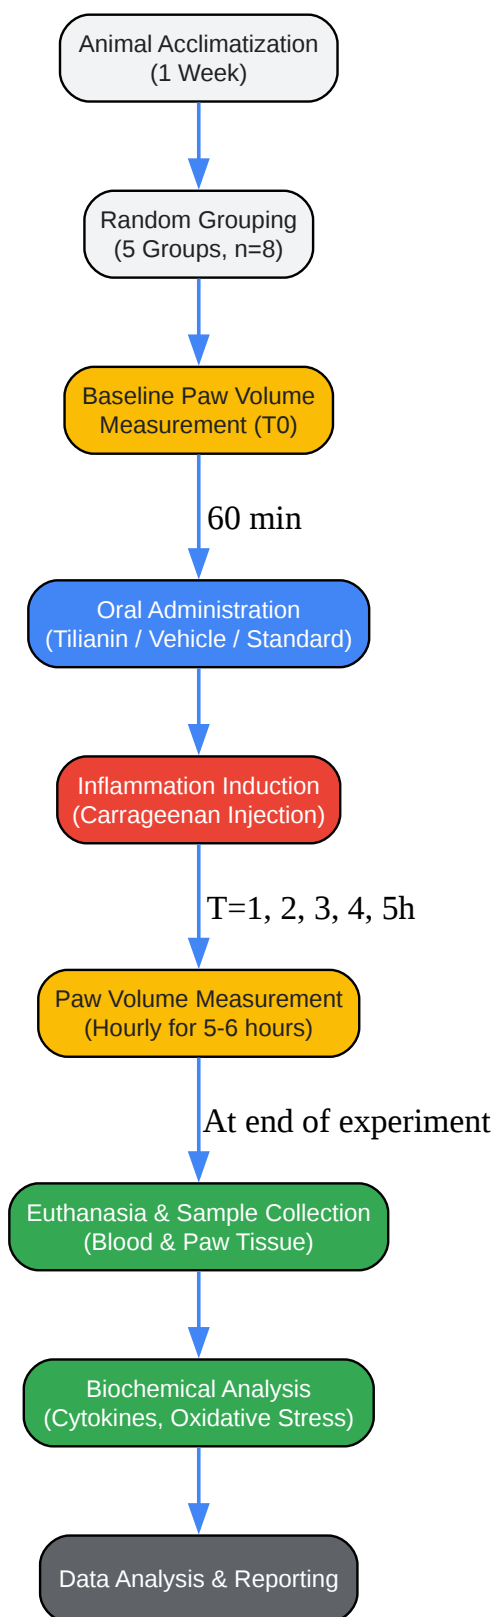 Animal Acclimatization
(1 Week)
Random Grouping
(5 Groups, n=8)
Baseline Paw Volume
Measurement (T0)
60 min
Oral Administration
(Tilianin / Vehicle / Standard)
Inflammation Induction
(Carrageenan Injection)
T=1, 2, 3, 4, 5h
Paw Volume Measurement
(Hourly for 5-6 hours)
At end of experiment
Euthanasia & Sample Collection
(Blood & Paw Tissue)
Biochemical Analysis
(Cytokines, Oxidative Stress)
Data Analysis & Reporting